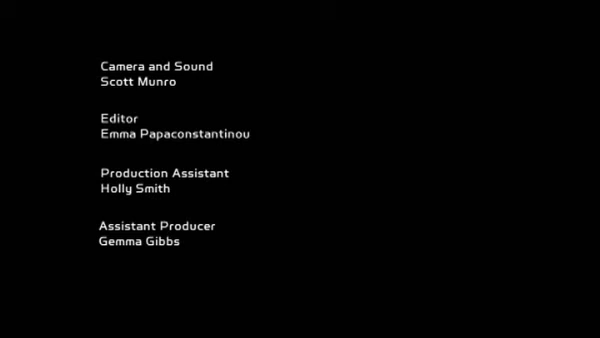 Camera and Sound
Scott Munro
Editor
Emma Papaconstantinou
Production Assistant
Holly Smith
Assistant Producer
Gemma Gibbs